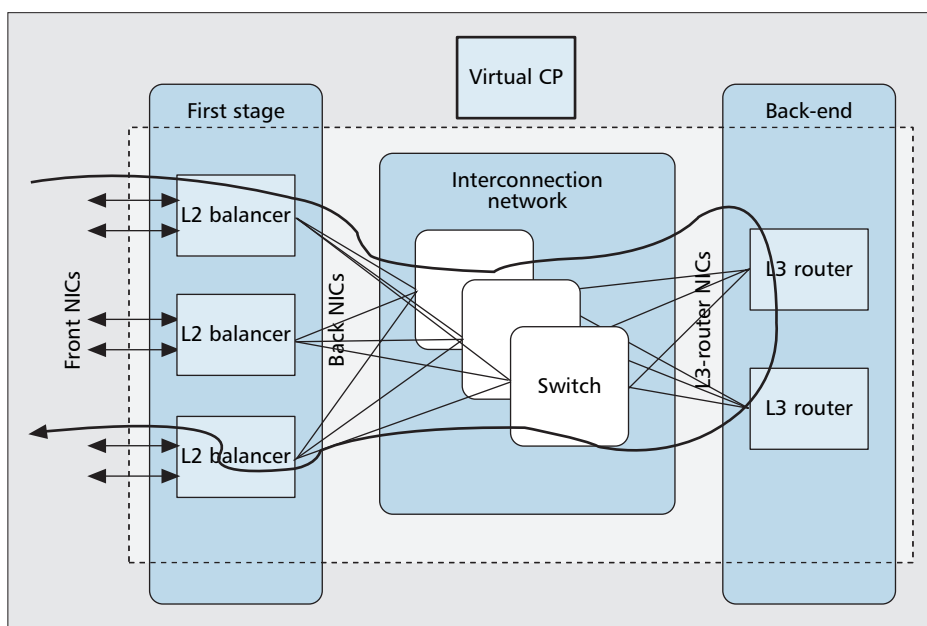 Virtual CP
First stage
Back-end
Interconnection
network
L2 balancer
L2 balancer
L2 balancer
Front NICs
Back NICs
Switch
L3-router NICs
L3 router
L3 router